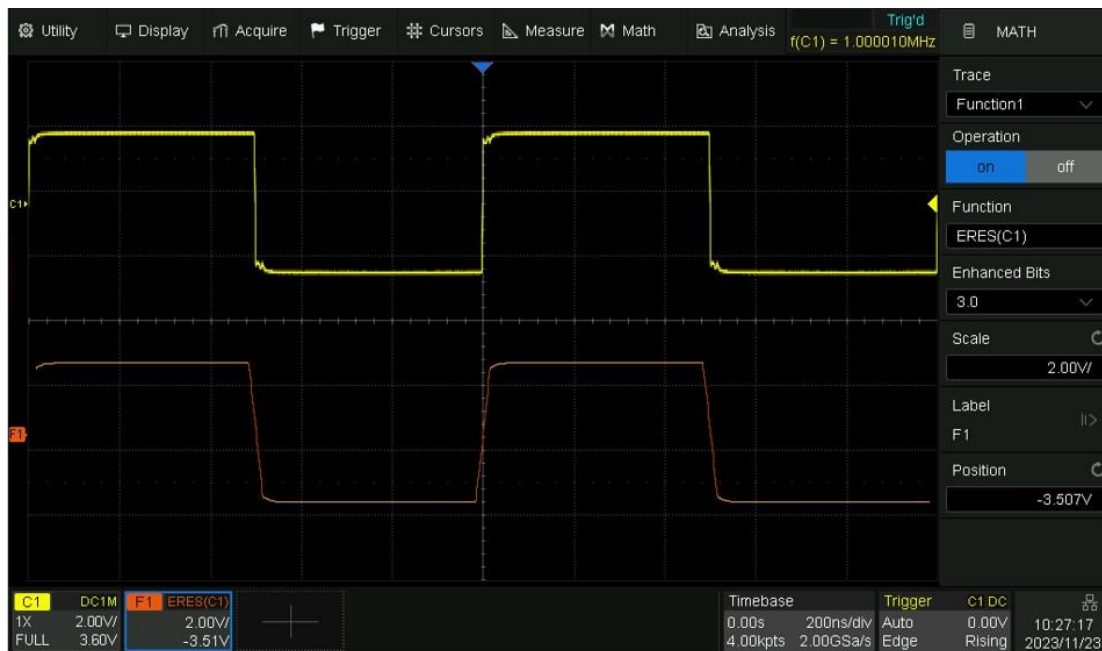 Utility Display Acquire Trigger Cursors Measure Math Analysis
Trig'd
f(C1) = 1.000010MHz
MATH
Trace
Function1
Operation
on off
Function
ERES(C1)
Enhanced Bits
3.0
Scale
2.00V/
Label
F1
Position
-3.507V
C1
F1
C1 DC1M
1X 2.00V/
FULL 3.60V
F1 ERES(C1)
2.00V/
-3.51V
Timebase
0.00s 200ns/div
4.00kpts 2.00GSa/s
Trigger C1 DC
Auto 0.00V
Edge Rising
10:27:17
2023/11/23